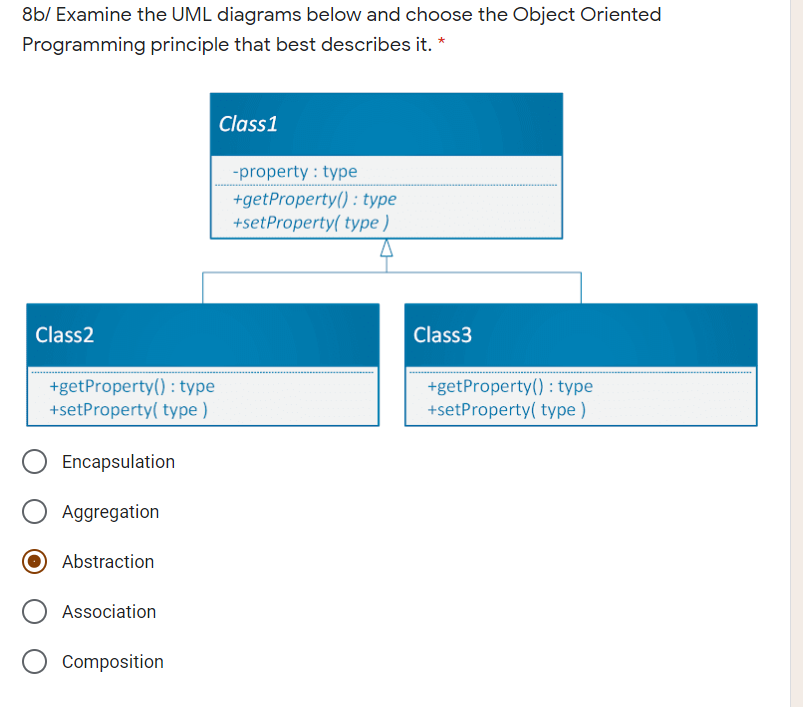 8b/ Examine the UML diagrams below and choose the Object Oriented
Programming principle that best describes it. *
Class1
-property : type
+getProperty() : type
+setProperty( type )
Class2
+getProperty() : type
+setProperty( type )
Class3
+getProperty() : type
+setProperty( type )
Encapsulation
Aggregation
Abstraction
Association
Composition